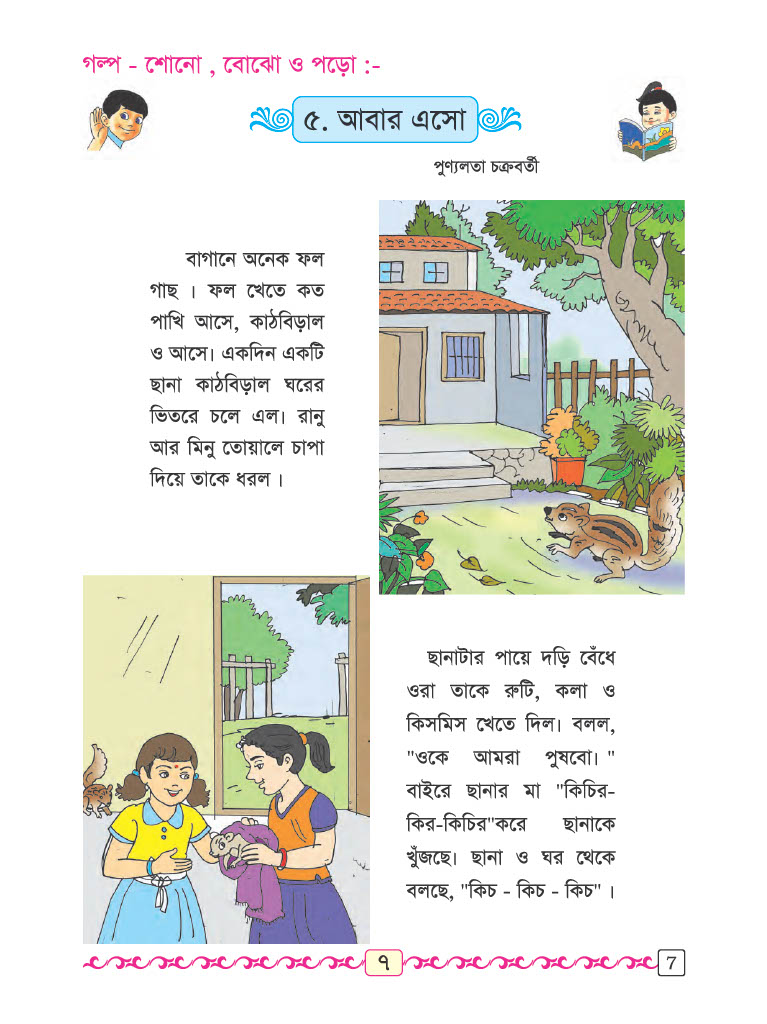 গল্প - শোনো , বোঝো ও পড়ো :-
৫. আবার এসো
পুণ্যলতা চক্রবর্তী
বাগানে অনেক ফল
গাছ । ফল খেতে কত
পাখি আসে, কাঠবিড়াল
ও আসে। একদিন একটি
ছানা কাঠবিড়াল ঘরের
ভিতরে চলে এল। রানু
আর মিনু তোয়ালে চাপা
দিয়ে তাকে ধরল ।
ছানাটার পায়ে দড়ি বেঁধে
ওরা তাকে রুটি, কলা ও
কিসমিস খেতে দিল। বলল,
"ওকে আমরা পুষবো। "
বাইরে ছানার মা "কিচির-
কির-কিচির"করে ছানাকে
খুঁজছে। ছানা ও ঘর থেকে
বলছে, "কিচ - কিচ - কিচ" ।
৭
7